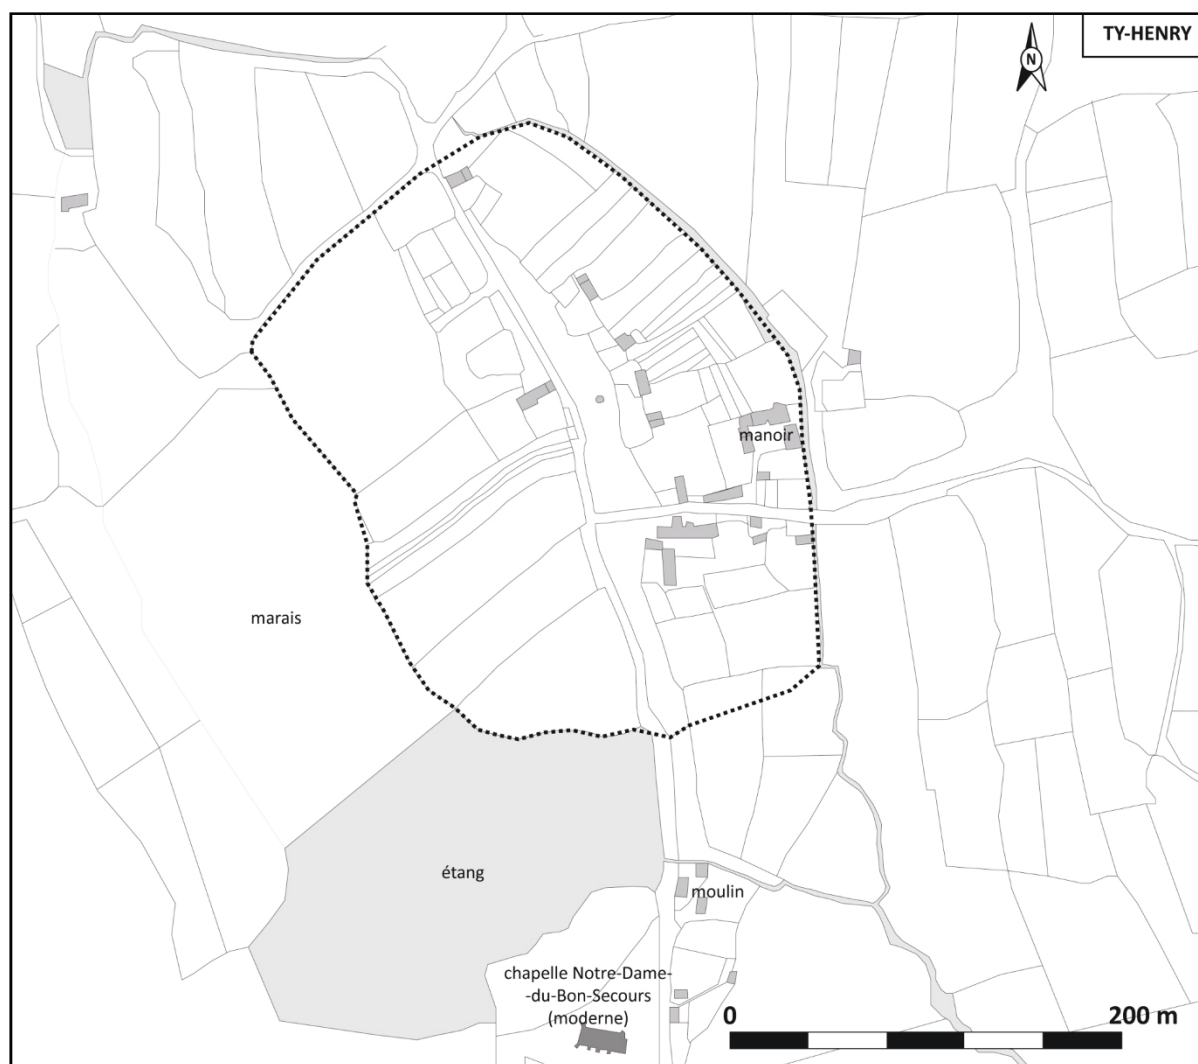 TY-HENRY
N
manoir
marais
étang
moulin
chapelle Notre-Dame-
-du-Bon-Secours
(moderne)
0
200 m